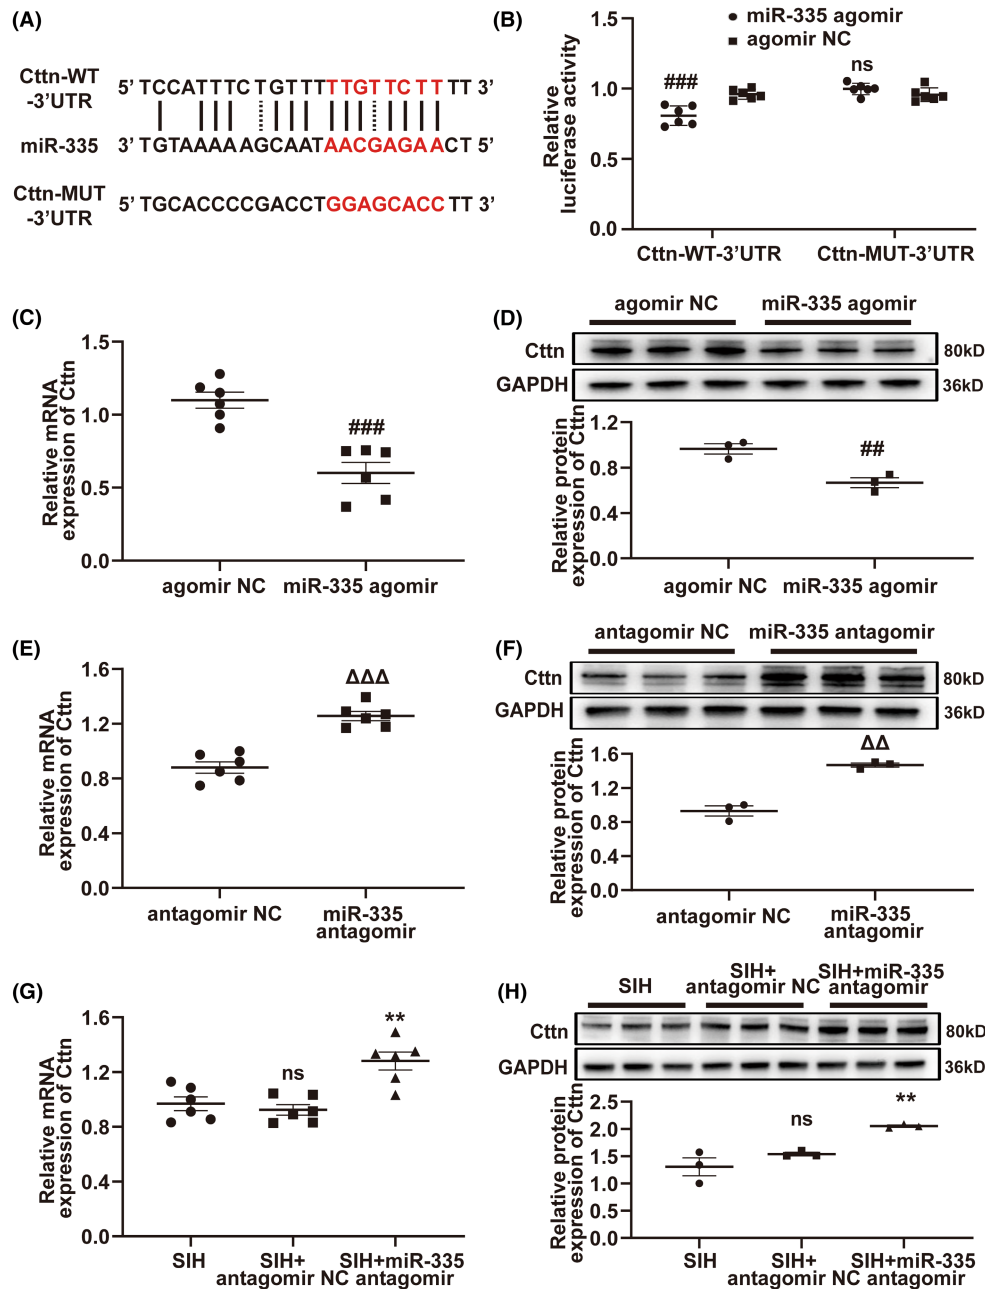 (A)
Cttn-WT
-3'UTR
5' TCCATTTCTGTTTTTGTTCTT TT 3'
miR-335
3' TGTAAAAAGCAATAACGAGAACT 5'
Cttn-MUT
-3'UTR
5' TGCACCCCGACCTGGAGCACC TT 3'
(B)
miR-335 agomir
agomir NC
Relative
luciferase activity
1.5
1.0
0.5
0.0
###
ns
Cttn-WT-3'UTR
Cttn-MUT-3'UTR
(C)
Relative mRNA
expression of Cttn
1.5
1.0
0.5
0.0
###
agomir NC
miR-335 agomir
(D)
agomir NC
miR-335 agomir
Cttn
80kD
GAPDH
36kD
Relative protein
expression of Cttn
1.2
0.8
0.4
0.0
##
agomir NC
miR-335 agomir
(E)
Relative mRNA
expression of Cttn
1.6
1.2
0.8
0.4
0.0
ΔΔΔ
antagomir NC
miR-335
antagomir
(F)
antagomir NC
miR-335 antagomir
Cttn
80kD
GAPDH
36kD
Relative protein
expression of Cttn
1.6
1.2
0.8
0.4
0.0
ΔΔ
antagomir NC
miR-335
antagomir
(G)
Relative mRNA
expression of Cttn
1.6
1.2
0.8
0.4
0.0
ns
**
SIH
SIH+
antagomir NC
SIH+miR-335
antagomir
(H)
SIH
SIH+
antagomir NC
SIH+miR-335
antagomir
Cttn
80kD
GAPDH
36kD
Relative protein
expression of Cttn
2.5
2.0
1.5
1.0
0.5
0.0
ns
**
SIH
SIH+
antagomir NC
SIH+miR-335
antagomir